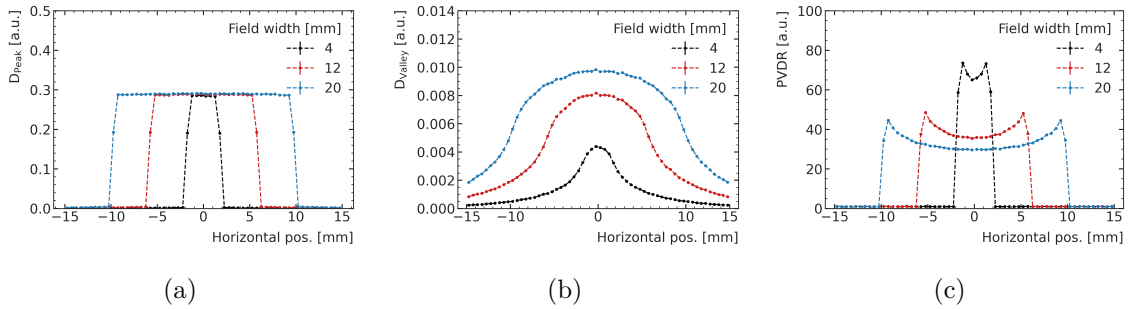 D_Peak [a.u.]
0.5
0.4
0.3
0.2
0.1
0.0
Field width [mm]
4
12
20
−15 −10 −5 0 5 10 15
Horizontal pos. [mm]
(a)
D_Valley [a.u.]
0.014
0.012
0.010
0.008
0.006
0.004
0.002
0.000
Field width [mm]
4
12
20
−15 −10 0 10 15
Horizontal pos. [mm]
(b)
PVDR [a.u.]
100
80
60
40
20
0
Field width [mm]
4
12
20
−15 −10 −5 0 5 10 15
Horizontal pos. [mm]
(c)